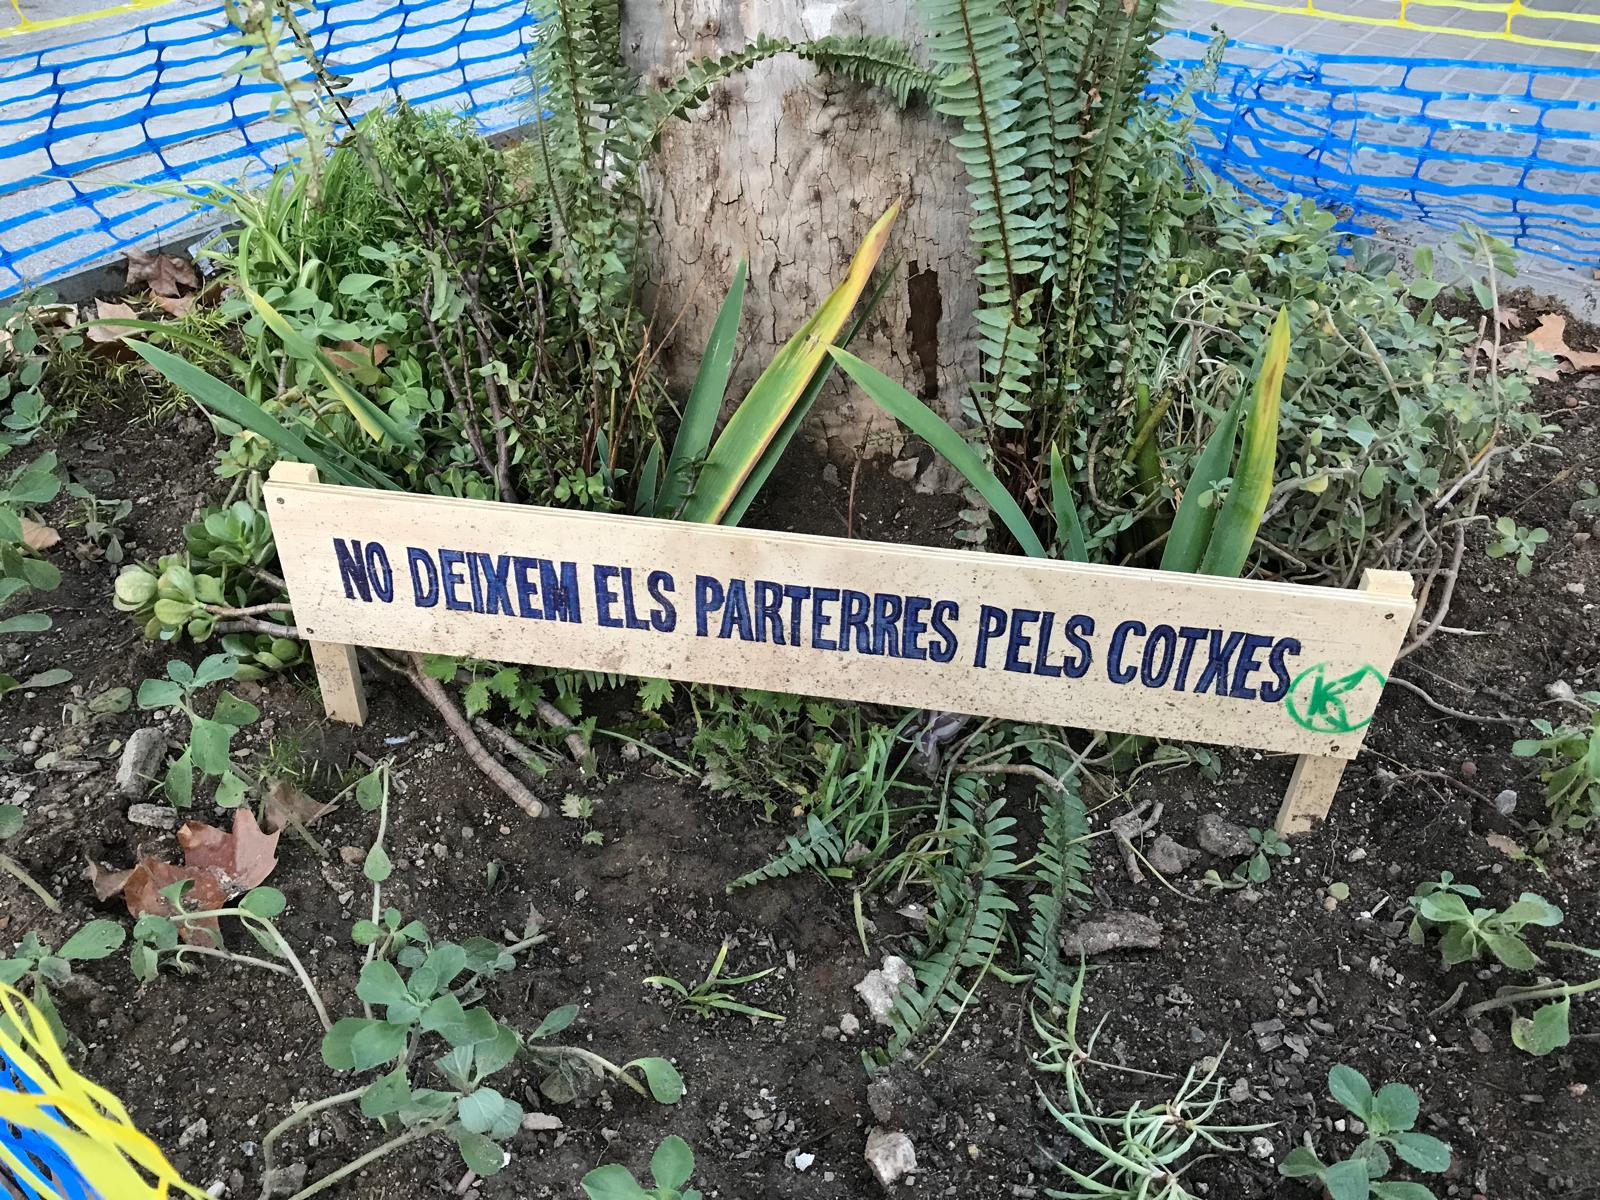 NO DEIXEM ELS PARTERRES PELS COTXES